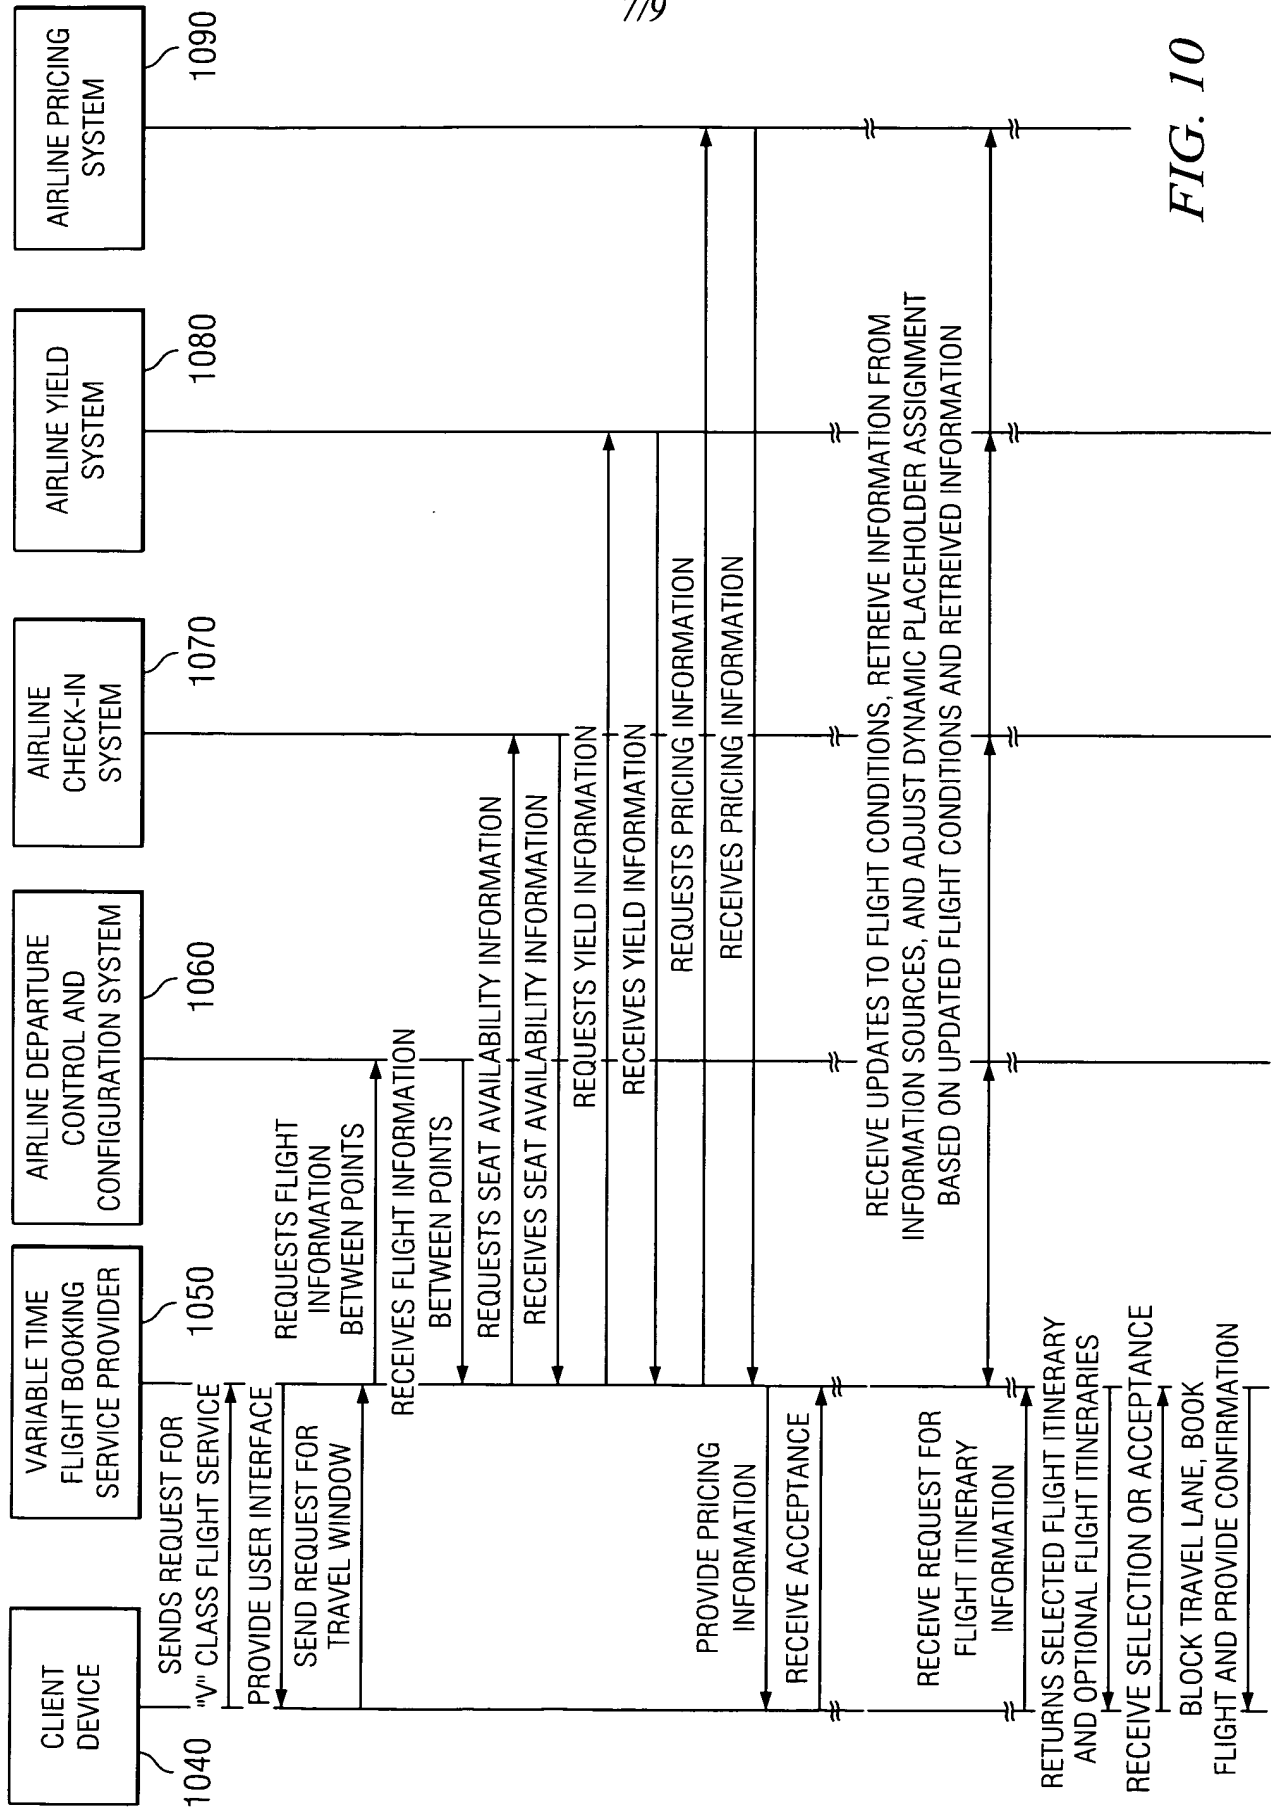 7/9
CLIENT
DEVICE
1040
VARIABLE TIME
FLIGHT BOOKING
SERVICE PROVIDER
1050
AIRLINE DEPARTURE
CONTROL AND
CONFIGURATION SYSTEM
1060
AIRLINE
CHECK-IN
SYSTEM
1070
AIRLINE YIELD
SYSTEM
1080
AIRLINE PRICING
SYSTEM
1090
SENDS REQUEST FOR
"V" CLASS FLIGHT SERVICE
PROVIDE USER INTERFACE
SEND REQUEST FOR
TRAVEL WINDOW
REQUESTS FLIGHT
INFORMATION
BETWEEN POINTS
RECEIVES FLIGHT INFORMATION
BETWEEN POINTS
REQUESTS SEAT AVAILABILITY INFORMATION
RECEIVES SEAT AVAILABILITY INFORMATION
REQUESTS YIELD INFORMATION
RECEIVES YIELD INFORMATION
REQUESTS PRICING INFORMATION
RECEIVES PRICING INFORMATION
PROVIDE PRICING
INFORMATION
RECEIVE ACCEPTANCE
RECEIVE UPDATES TO FLIGHT CONDITIONS, RETREIVE INFORMATION FROM
INFORMATION SOURCES, AND ADJUST DYNAMIC PLACEHOLDER ASSIGNMENT
BASED ON UPDATED FLIGHT CONDITIONS AND RETREIVED INFORMATION
RECEIVE REQUEST FOR
FLIGHT ITINERARY
INFORMATION
RETURNS SELECTED FLIGHT ITINERARY
AND OPTIONAL FLIGHT ITINERARIES
RECEIVE SELECTION OR ACCEPTANCE
BLOCK TRAVEL LANE, BOOK
FLIGHT AND PROVIDE CONFIRMATION
FIG. 10